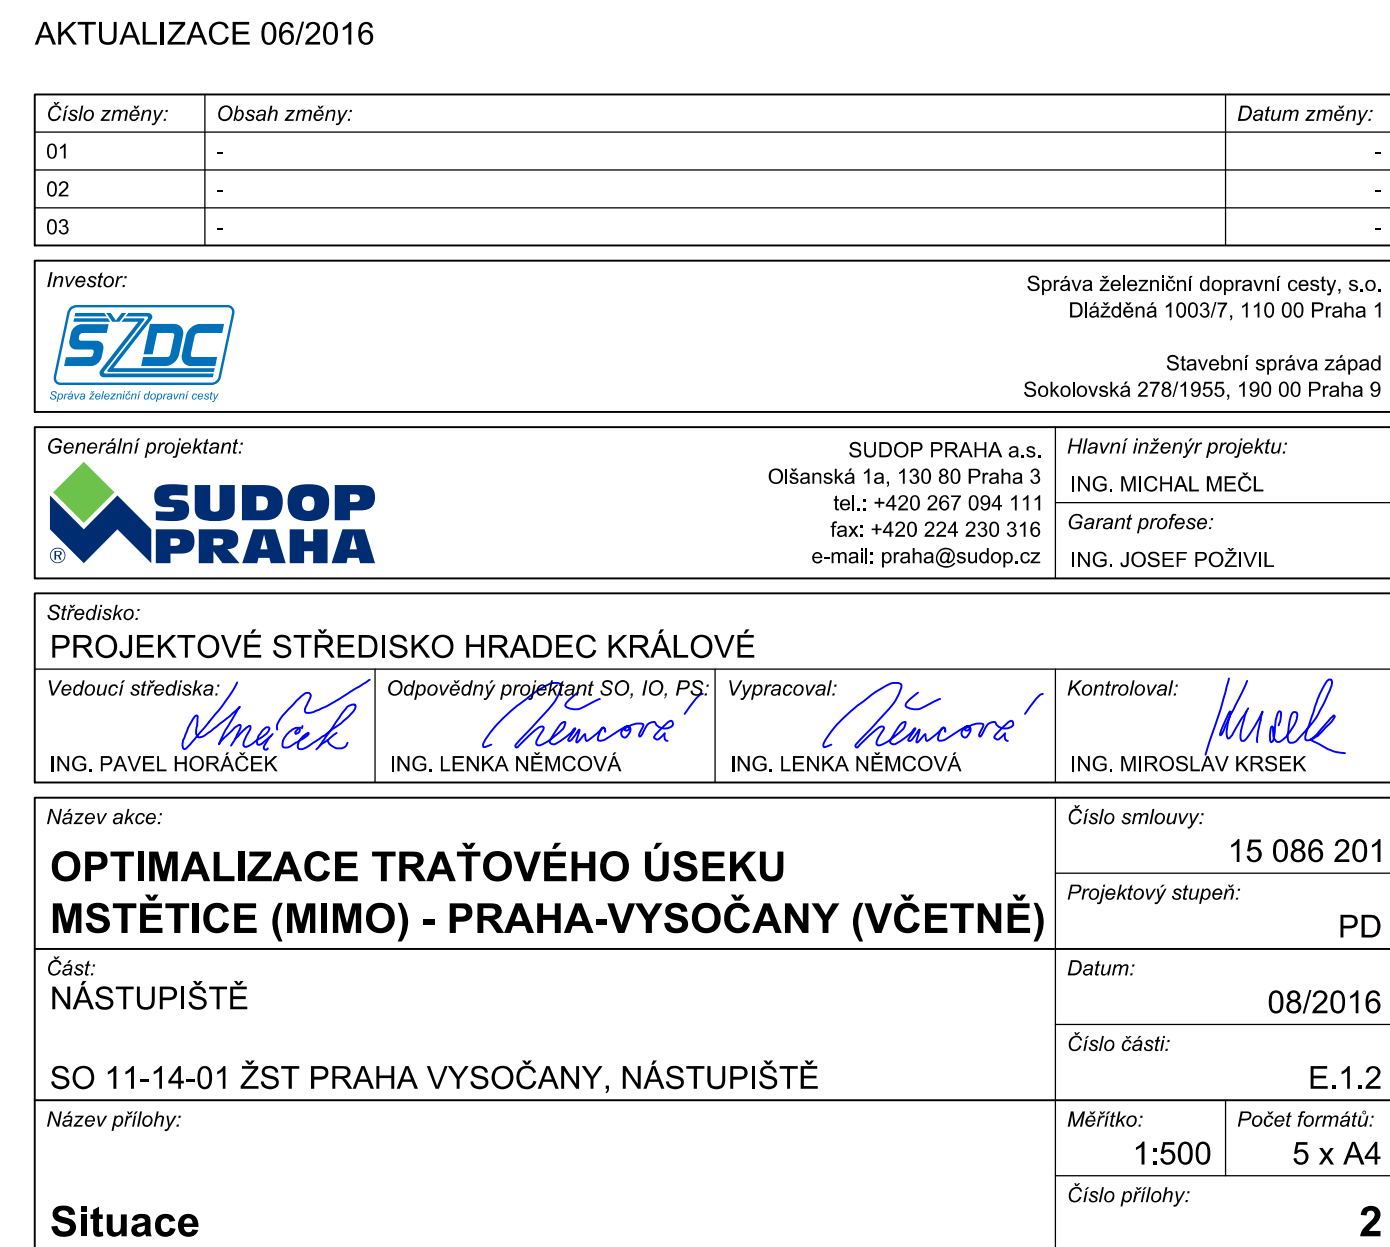 AKTUALIZACE 06/2016
Číslo změny: Obsah změny: Datum změny:
01 - -
02 - -
03 - -
Investor:
Správa železniční dopravní cesty, s.o.
Dlážděná 1003/7, 110 00 Praha 1
SŽDC
Správa železniční dopravní cesty
Stavební správa západ
Sokolovská 278/1955, 190 00 Praha 9
Generální projektant:
SUDOP
PRAHA
®
SUDOP PRAHA a.s.
Olšanská 1a, 130 80 Praha 3
tel.: +420 267 094 111
fax: +420 224 230 316
e-mail: praha@sudop.cz
Hlavní inženýr projektu:
ING. MICHAL MEČL
Garant profese:
ING. JOSEF POŽIVIL
Středisko:
PROJEKTOVÉ STŘEDISKO HRADEC KRÁLOVÉ
Vedoucí střediska:
Horáček
ING. PAVEL HORÁČEK
Odpovědný projektant SO, IO, PS:
Němcová
ING. LENKA NĚMCOVÁ
Vypracoval:
Němcová
ING. LENKA NĚMCOVÁ
Kontroloval:
Krsek
ING. MIROSLAV KRSEK
Název akce:
OPTIMALIZACE TRAŤOVÉHO ÚSEKU
MSTĚTICE (MIMO) - PRAHA-VYSOČANY (VČETNĚ)
Číslo smlouvy:
15 086 201
Projektový stupeň:
PD
Část:
NÁSTUPIŠTĚ
SO 11-14-01 ŽST PRAHA VYSOČANY, NÁSTUPIŠTĚ
Datum:
08/2016
Číslo části:
E.1.2
Název přílohy:
Situace
Měřítko:
1:500
Počet formátů:
5 x A4
Číslo přílohy:
2